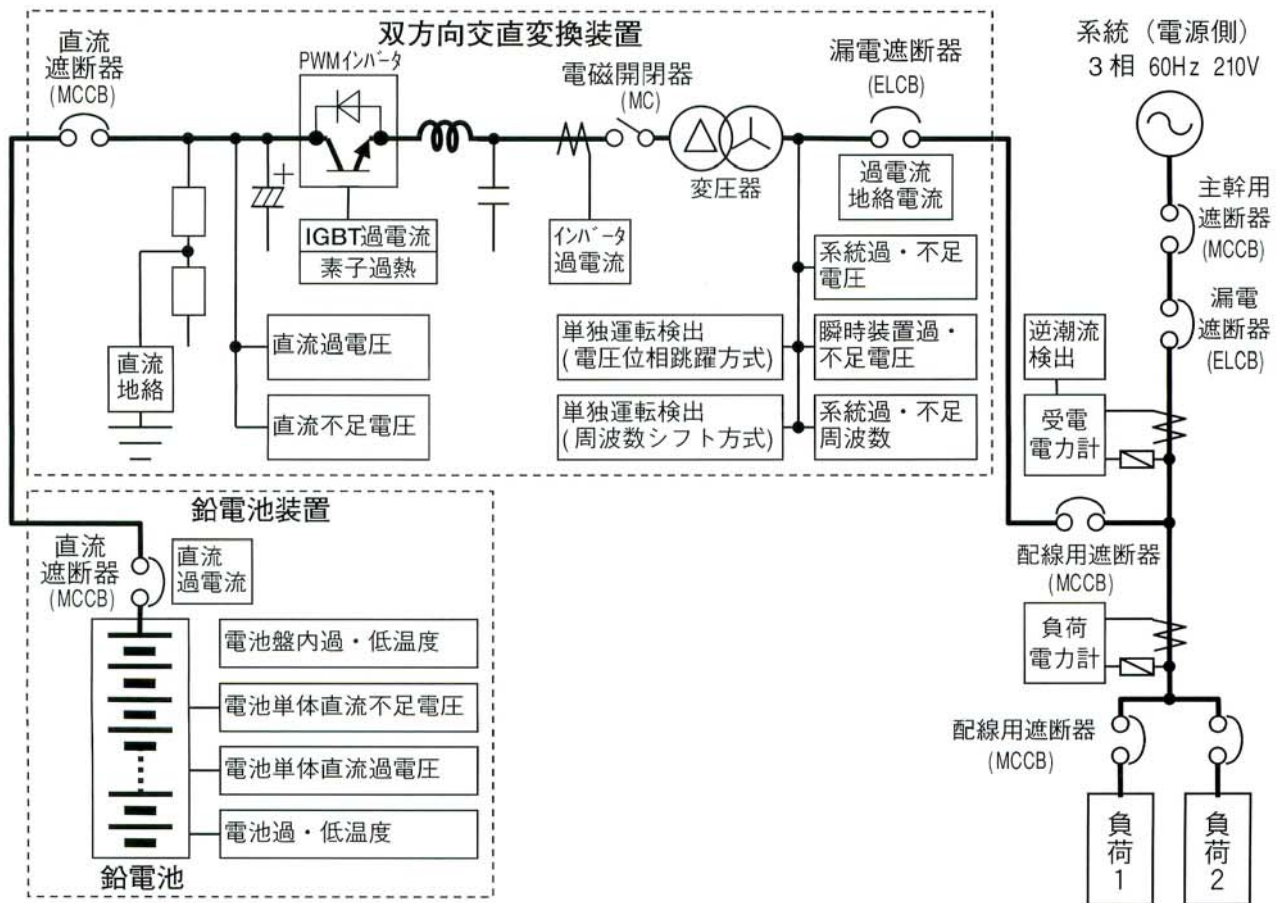 双方向交直変換装置
直流
遮断器
(MCCB)
PWMインバータ
電磁開閉器
(MC)
漏電遮断器
(ELCB)
変圧器
過電流
地絡電流
+
IGBT過電流
素子過熱
インバータ
過電流
系統過・不足
電圧
直流過電圧
単独運転検出
(電圧位相跳躍方式)
瞬時装置過・
不足電圧
直流
地絡
直流不足電圧
単独運転検出
(周波数シフト方式)
系統過・不足
周波数
系統(電源側)
3相 60Hz 210V
主幹用
遮断器
(MCCB)
漏電
遮断器
(ELCB)
逆潮流
検出
受電
電力計
配線用遮断器
(MCCB)
負荷
電力計
配線用遮断器
(MCCB)
負荷1
負荷2
鉛電池装置
直流
遮断器
(MCCB)
直流
過電流
電池盤内過・低温度
電池単体直流不足電圧
電池単体直流過電圧
電池過・低温度
鉛電池